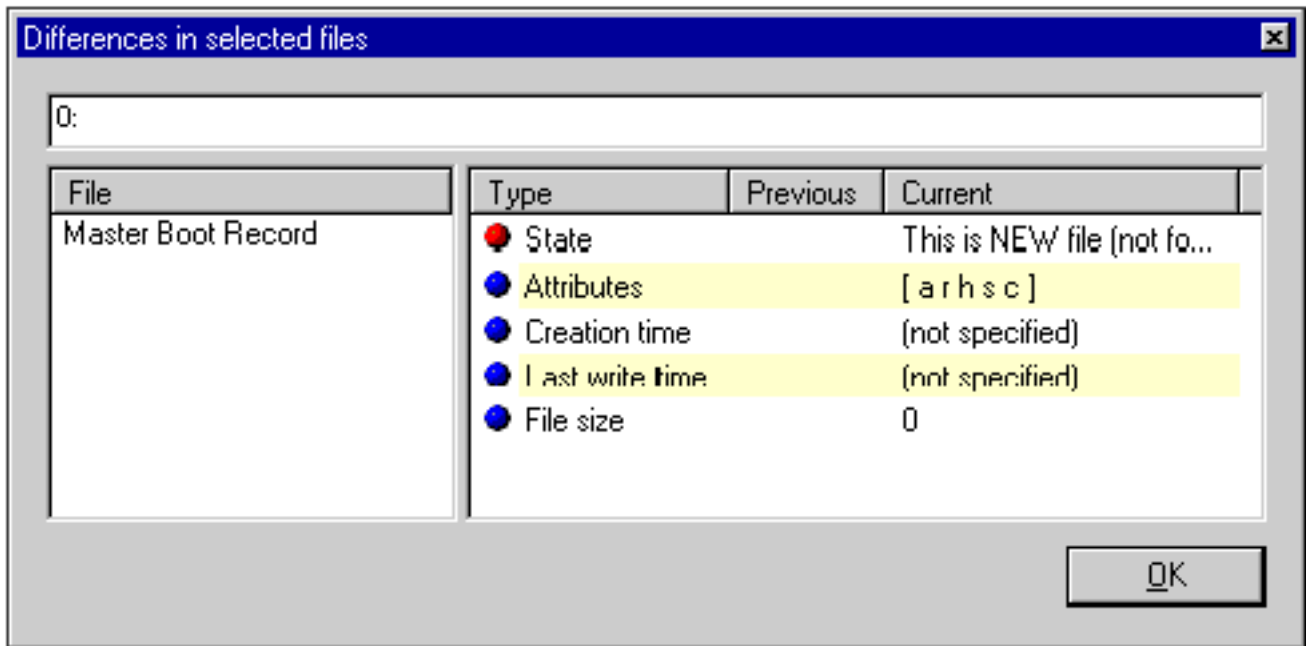 Differences in selected files
0:
File
Master Boot Record
Type Previous Current
State This is NEW file (not fo...
Attributes [ a r h s c ]
Creation time (not specified)
Last write time (not specified)
File size 0
OK